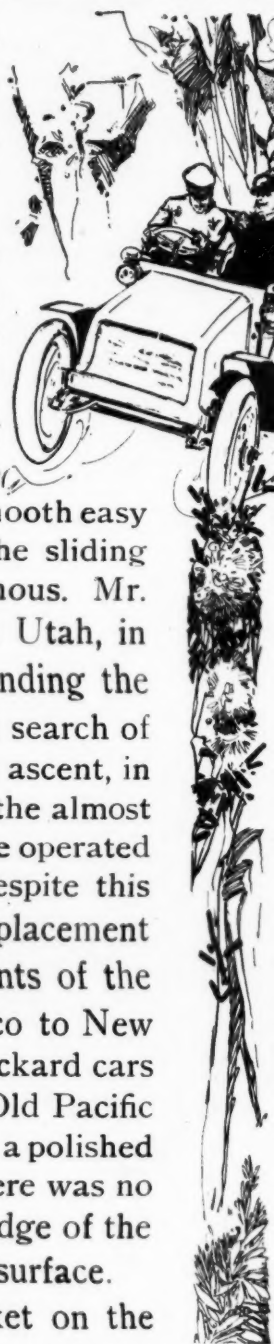 mooth easy
he sliding
nous. Mr.
Utah, in
nding the
search of
ascent, in
the almost
e operated
espite this
placement
nts of the
co to New
ckard cars
Old Pacific
a polished
ere was no
dge of the
surface.
ket on the